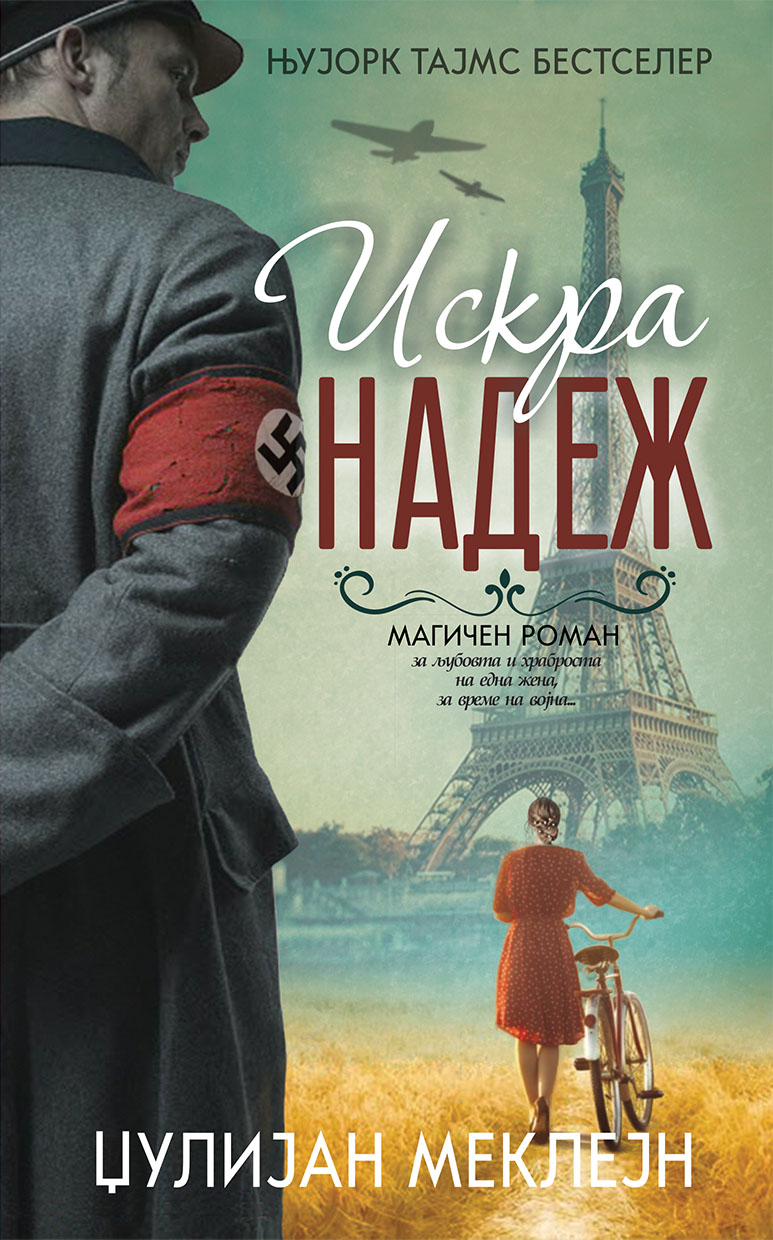 ЊУЈОРК ТАЈМС БЕСТСЕЛЕР
Искра
НАДЕЖ
МАГИЧЕН РОМАН
за љубовта и храброста
на една жена,
за време на војна...
ЏУЛИЈАН МЕКЛЕЈН